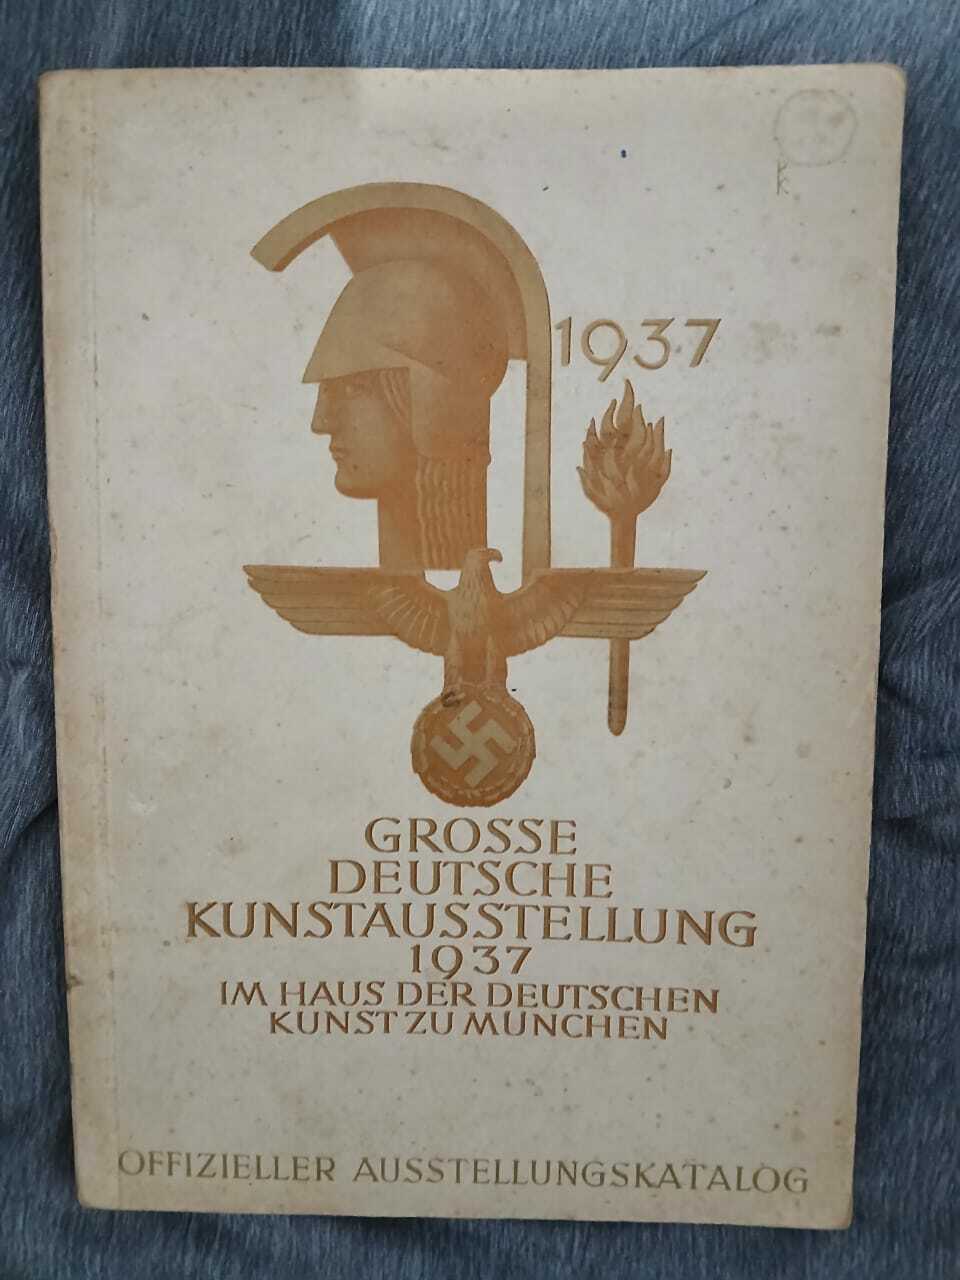 1937
GROSSE
DEUTSCHE
KUNSTAUSSTELLUNG
1937
IM HAUS DER DEUTSCHEN
KUNST ZU MÜNCHEN
OFFIZIELLER AUSSTELLUNGSKATALOG